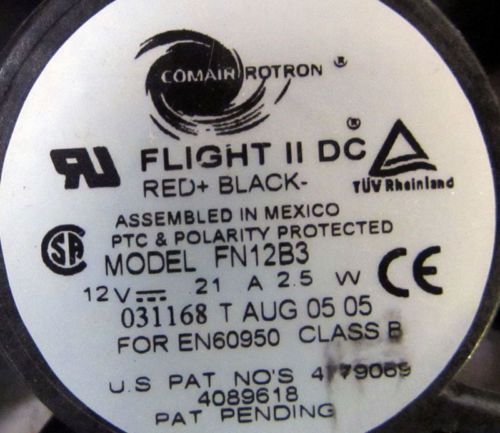 COMAIR ROTRON ®
FLIGHT II DC ®
RED+ BLACK-
TÜV Rheinland
ASSEMBLED IN MEXICO
PTC & POLARITY PROTECTED
MODEL FN12B3
12V .21 A 2.5 W
031168 T AUG 05 05
FOR EN60950 CLASS B
U.S PAT NO'S 4779069
4089618
PAT PENDING